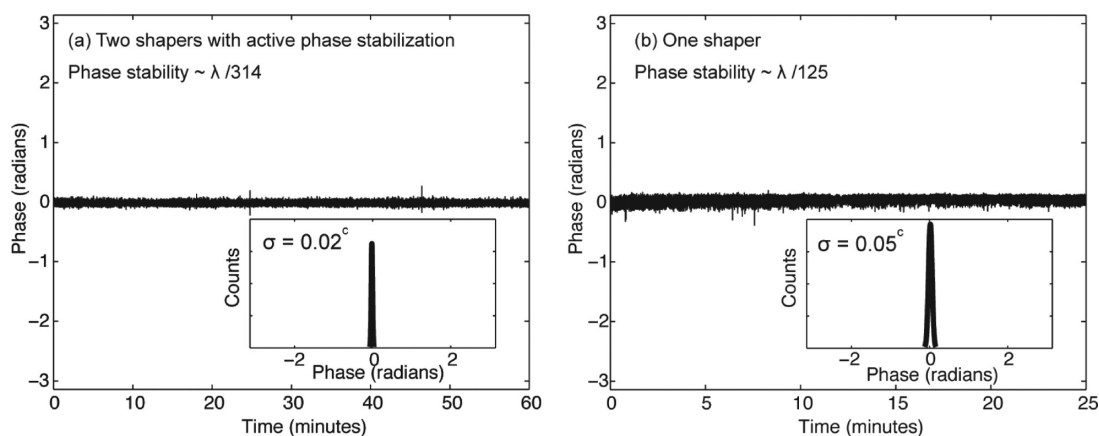 (a) Two shapers with active phase stabilization
Phase stability ~ λ /314
Phase (radians)
3
2
1
0
−1
−2
−3
0 10 20 30 40 50 60
Time (minutes)
σ = 0.02c
Counts
−2 0 2
Phase (radians)
(b) One shaper
Phase stability ~ λ /125
Phase (radians)
3
2
1
0
−1
−2
−3
0 5 10 15 20 25
Time (minutes)
σ = 0.05c
Counts
−2 0 2
Phase (radians)